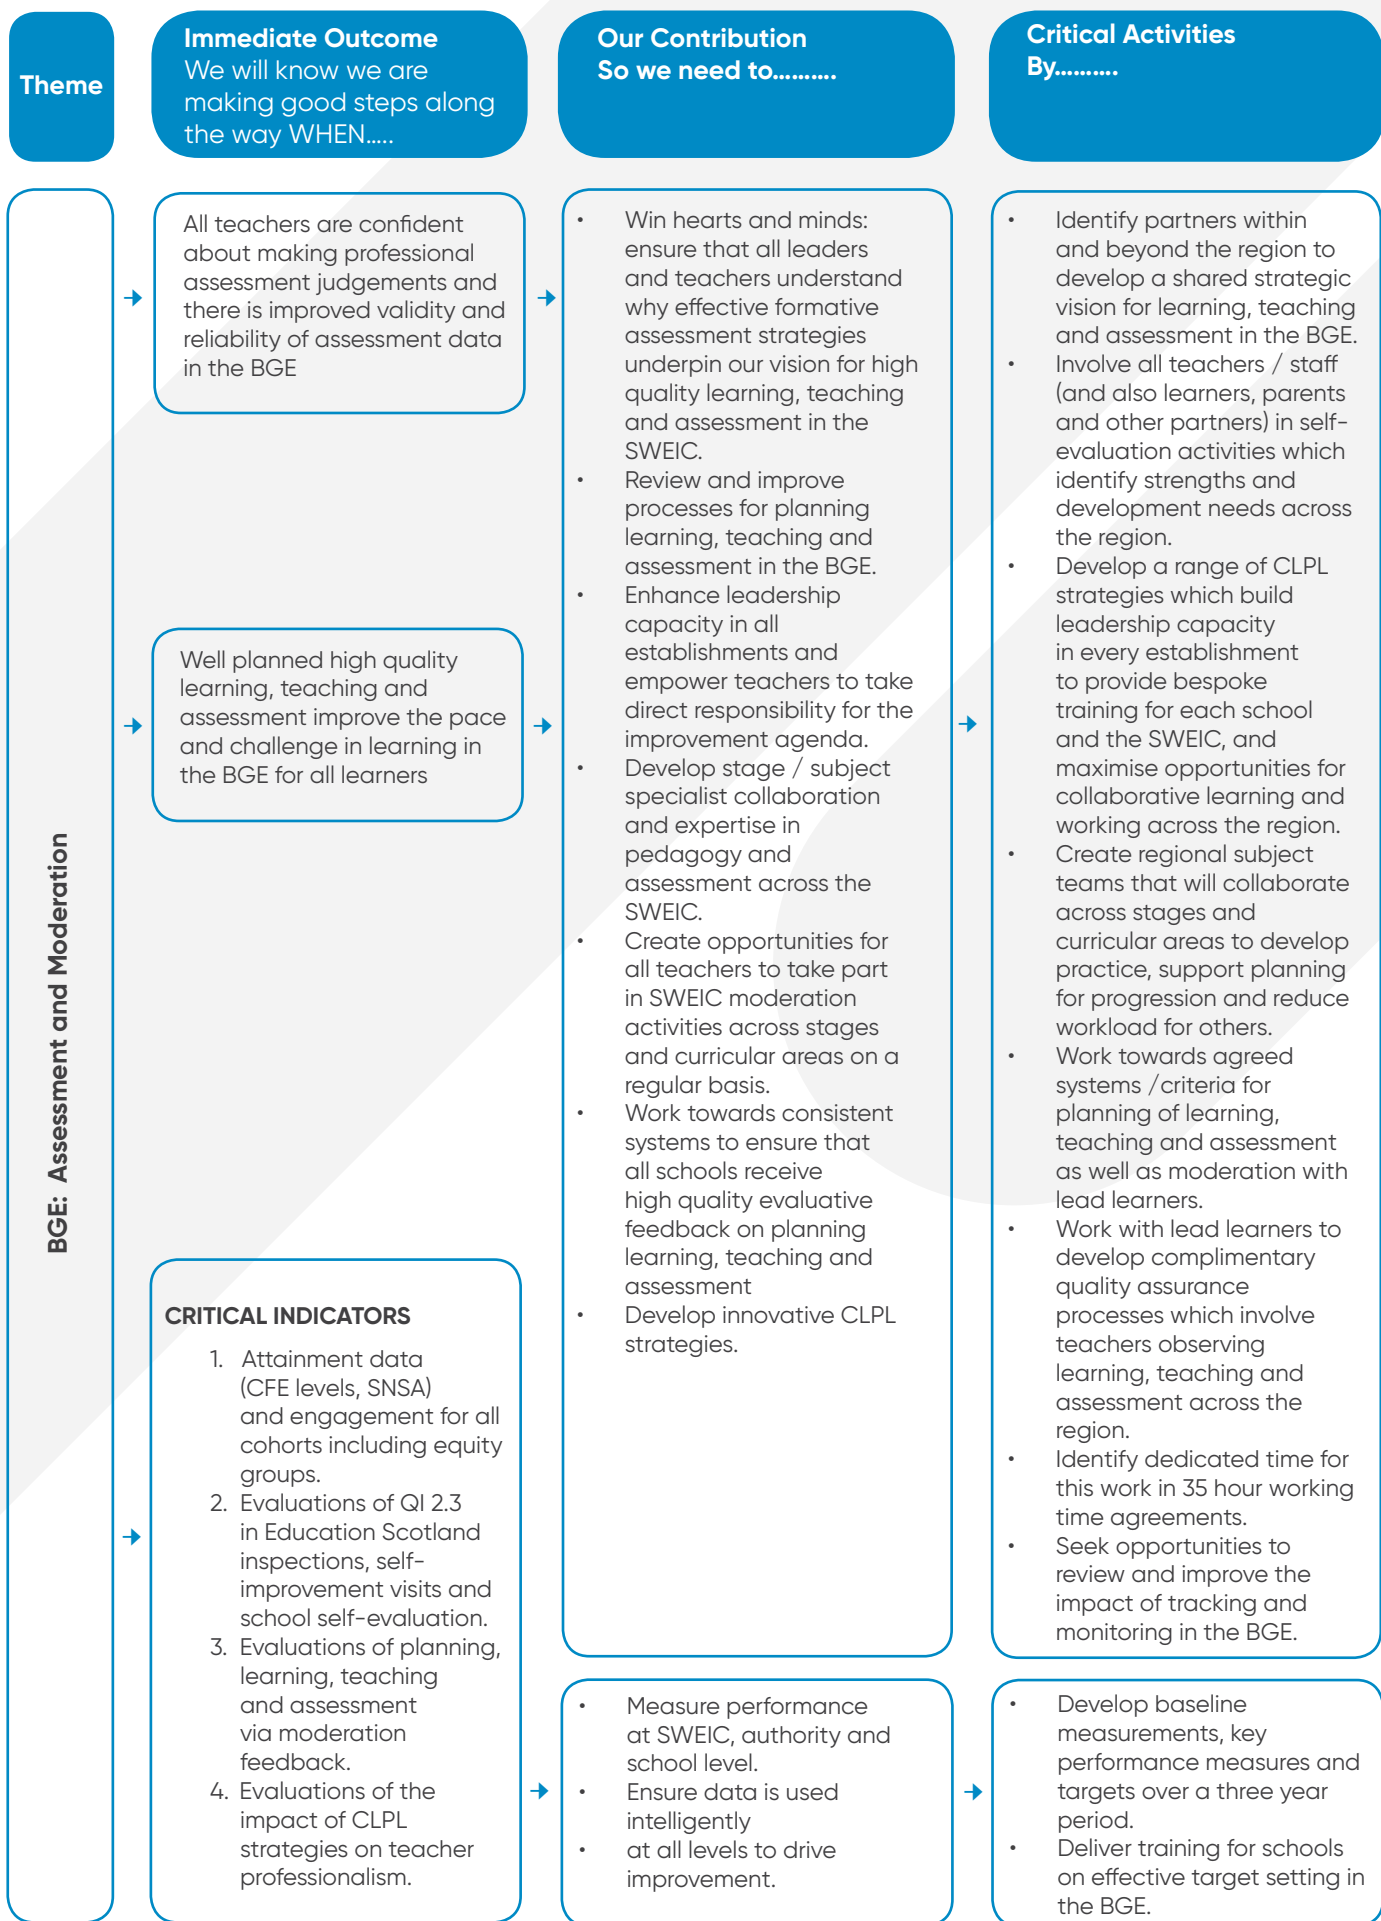 Theme
Immediate Outcome
We will know we are
making good steps along
the way WHEN.....
Our Contribution
So we need to..........
Critical Activities
By..........
BGE: Assessment and Moderation
All teachers are confident
about making professional
assessment judgements and
there is improved validity and
reliability of assessment data
in the BGE
Well planned high quality
learning, teaching and
assessment improve the pace
and challenge in learning in
the BGE for all learners
CRITICAL INDICATORS
1. Attainment data
(CFE levels, SNSA)
and engagement for all
cohorts including equity
groups.
2. Evaluations of QI 2.3
in Education Scotland
inspections, self-
improvement visits and
school self-evaluation.
3. Evaluations of planning,
learning, teaching
and assessment
via moderation
feedback.
4. Evaluations of the
impact of CLPL
strategies on teacher
professionalism.
• Win hearts and minds:
ensure that all leaders
and teachers understand
why effective formative
assessment strategies
underpin our vision for high
quality learning, teaching
and assessment in the
SWEIC.
• Review and improve
processes for planning
learning, teaching and
assessment in the BGE.
• Enhance leadership
capacity in all
establishments and
empower teachers to take
direct responsibility for the
improvement agenda.
• Develop stage / subject
specialist collaboration
and expertise in
pedagogy and
assessment across the
SWEIC.
• Create opportunities for
all teachers to take part
in SWEIC moderation
activities across stages
and curricular areas on a
regular basis.
• Work towards consistent
systems to ensure that
all schools receive
high quality evaluative
feedback on planning
learning, teaching and
assessment
• Develop innovative CLPL
strategies.
• Measure performance
at SWEIC, authority and
school level.
• Ensure data is used
intelligently
• at all levels to drive
improvement.
• Identify partners within
and beyond the region to
develop a shared strategic
vision for learning, teaching
and assessment in the BGE.
• Involve all teachers / staff
(and also learners, parents
and other partners) in self-
evaluation activities which
identify strengths and
development needs across
the region.
• Develop a range of CLPL
strategies which build
leadership capacity
in every establishment
to provide bespoke
training for each school
and the SWEIC, and
maximise opportunities for
collaborative learning and
working across the region.
• Create regional subject
teams that will collaborate
across stages and
curricular areas to develop
practice, support planning
for progression and reduce
workload for others.
• Work towards agreed
systems /criteria for
planning of learning,
teaching and assessment
as well as moderation with
lead learners.
• Work with lead learners to
develop complimentary
quality assurance
processes which involve
teachers observing
learning, teaching and
assessment across the
region.
• Identify dedicated time for
this work in 35 hour working
time agreements.
• Seek opportunities to
review and improve the
impact of tracking and
monitoring in the BGE.
• Develop baseline
measurements, key
performance measures and
targets over a three year
period.
• Deliver training for schools
on effective target setting in
the BGE.